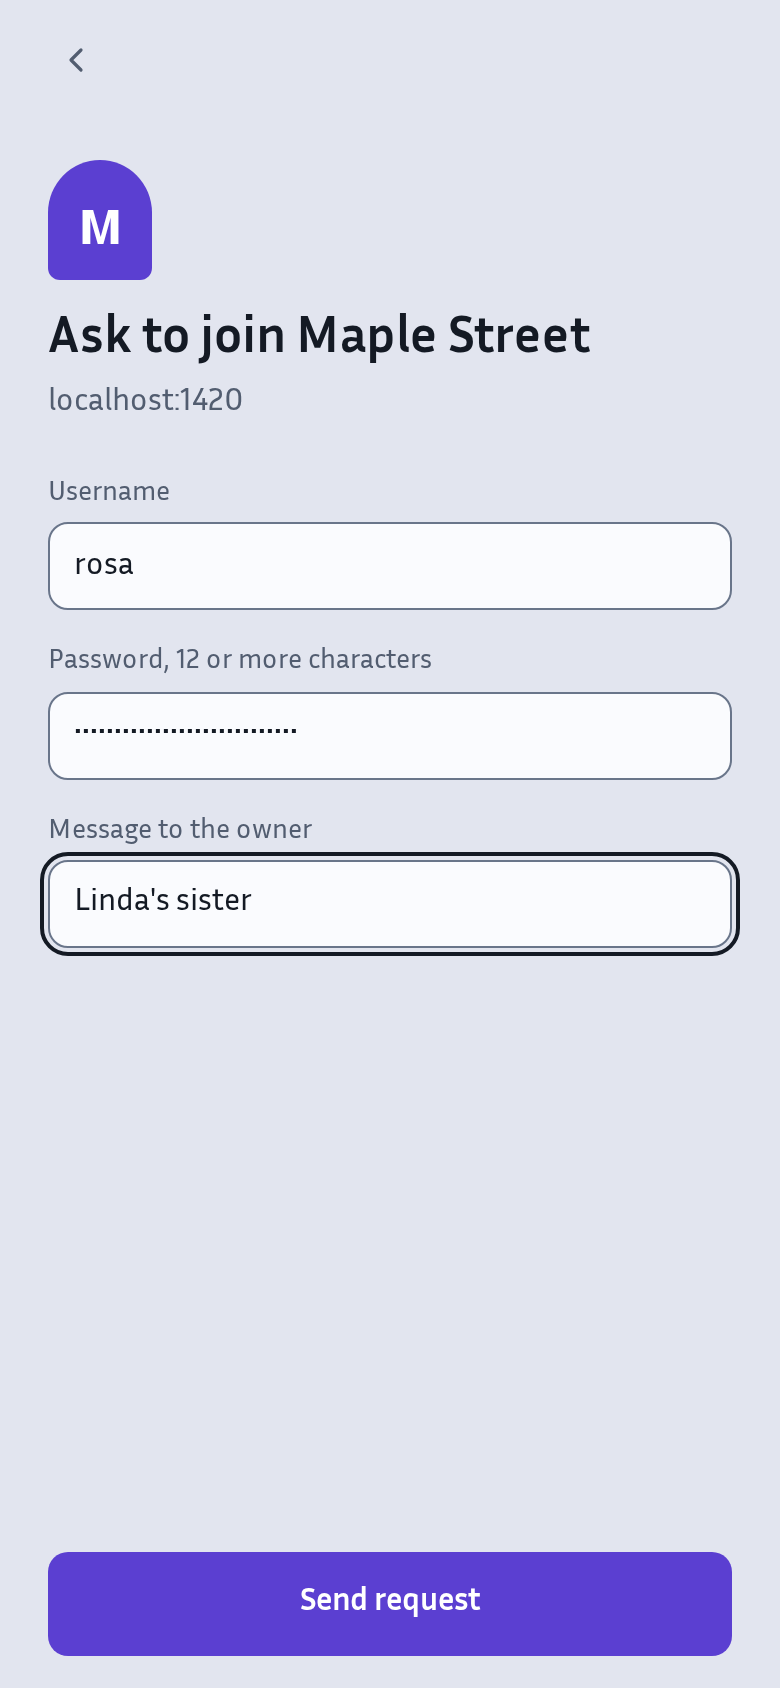 M
Ask to join Maple Street
localhost:1420
Username
rosa
Password, 12 or more characters
••••••••••••••••••••••••••••
Message to the owner
Linda's sister
Send request